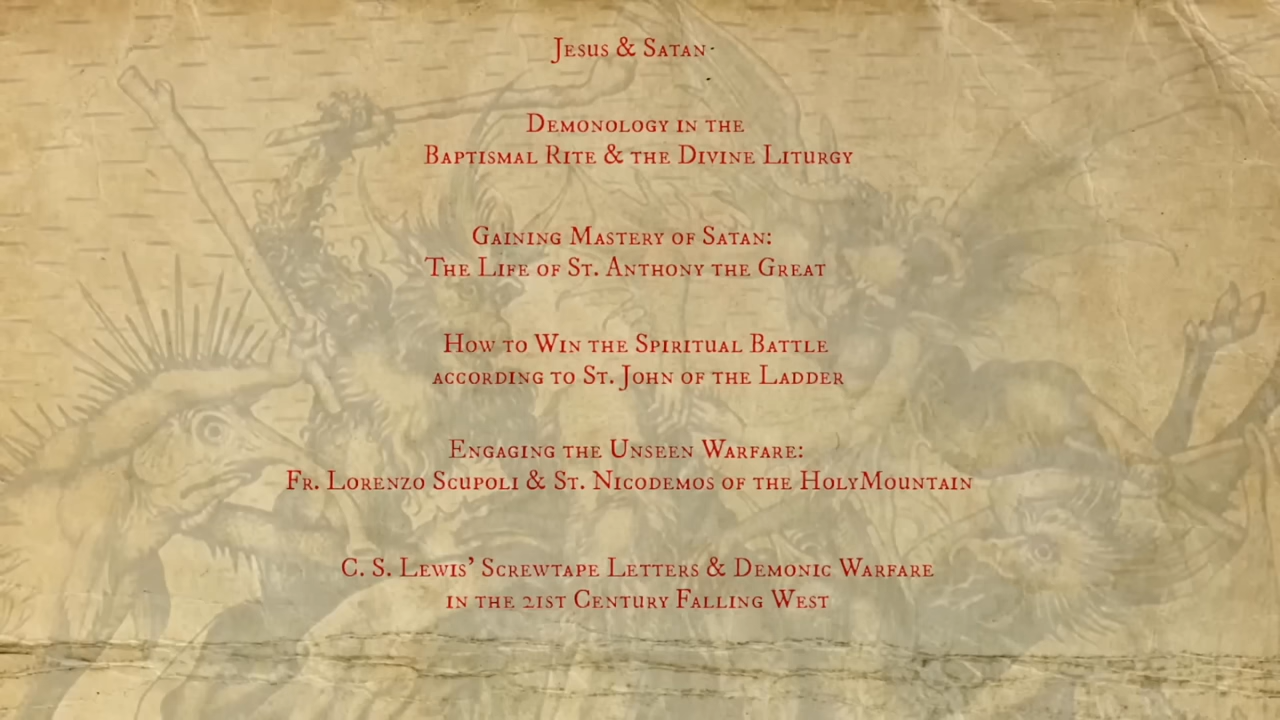 Jesus & Satan
Demonology in the
Baptismal Rite & the Divine Liturgy
Gaining Mastery of Satan:
The Life of St. Anthony the Great
How to Win the Spiritual Battle
according to St. John of the Ladder
Engaging the Unseen Warfare:
Fr. Lorenzo Scupoli & St. Nicodemos of the HolyMountain
C. S. Lewis’ Screwtape Letters & Demonic Warfare
in the 21st Century Falling West